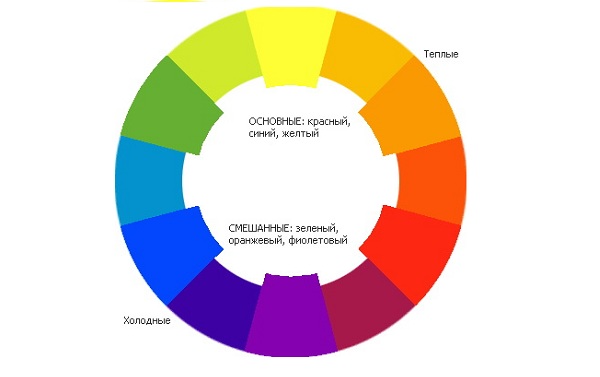 Теплые
ОСНОВНЫЕ: красный,
синий, желтый
СМЕШАННЫЕ: зеленый,
оранжевый, фиолетовый
Холодные